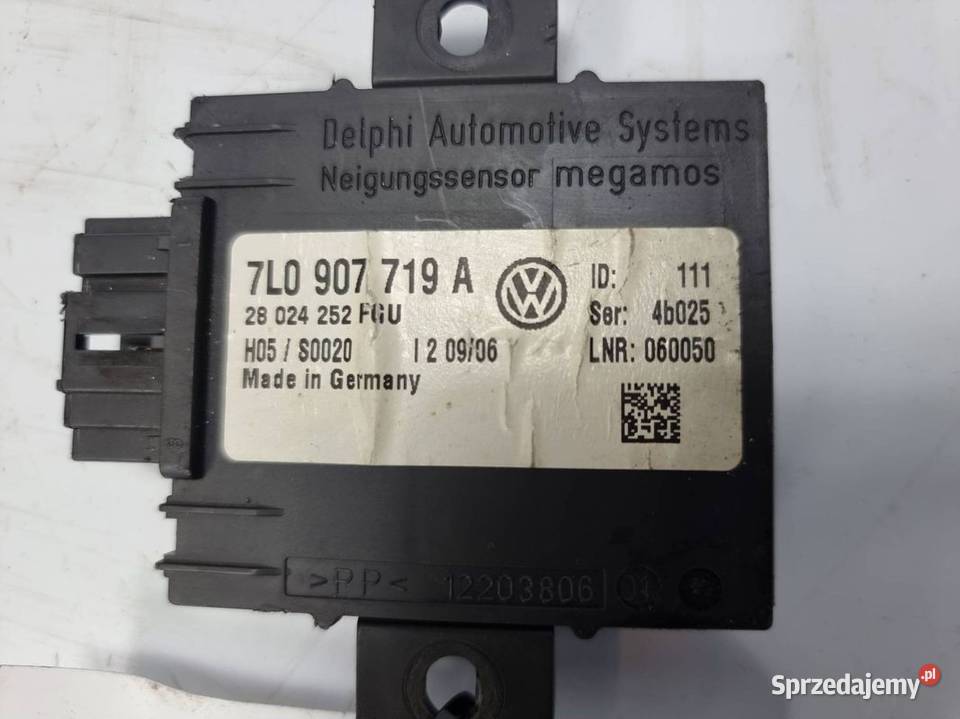 Delphi Automotive Systems
Neigungssensor megamos
7L0 907 719 A
28 024 252 FGU
H05 / S0020 I 2 09/06
Made in Germany
ID: 111
Ser: 4b025
LNR: 060050
>PP< 12203806
Sprzedajemy.pl